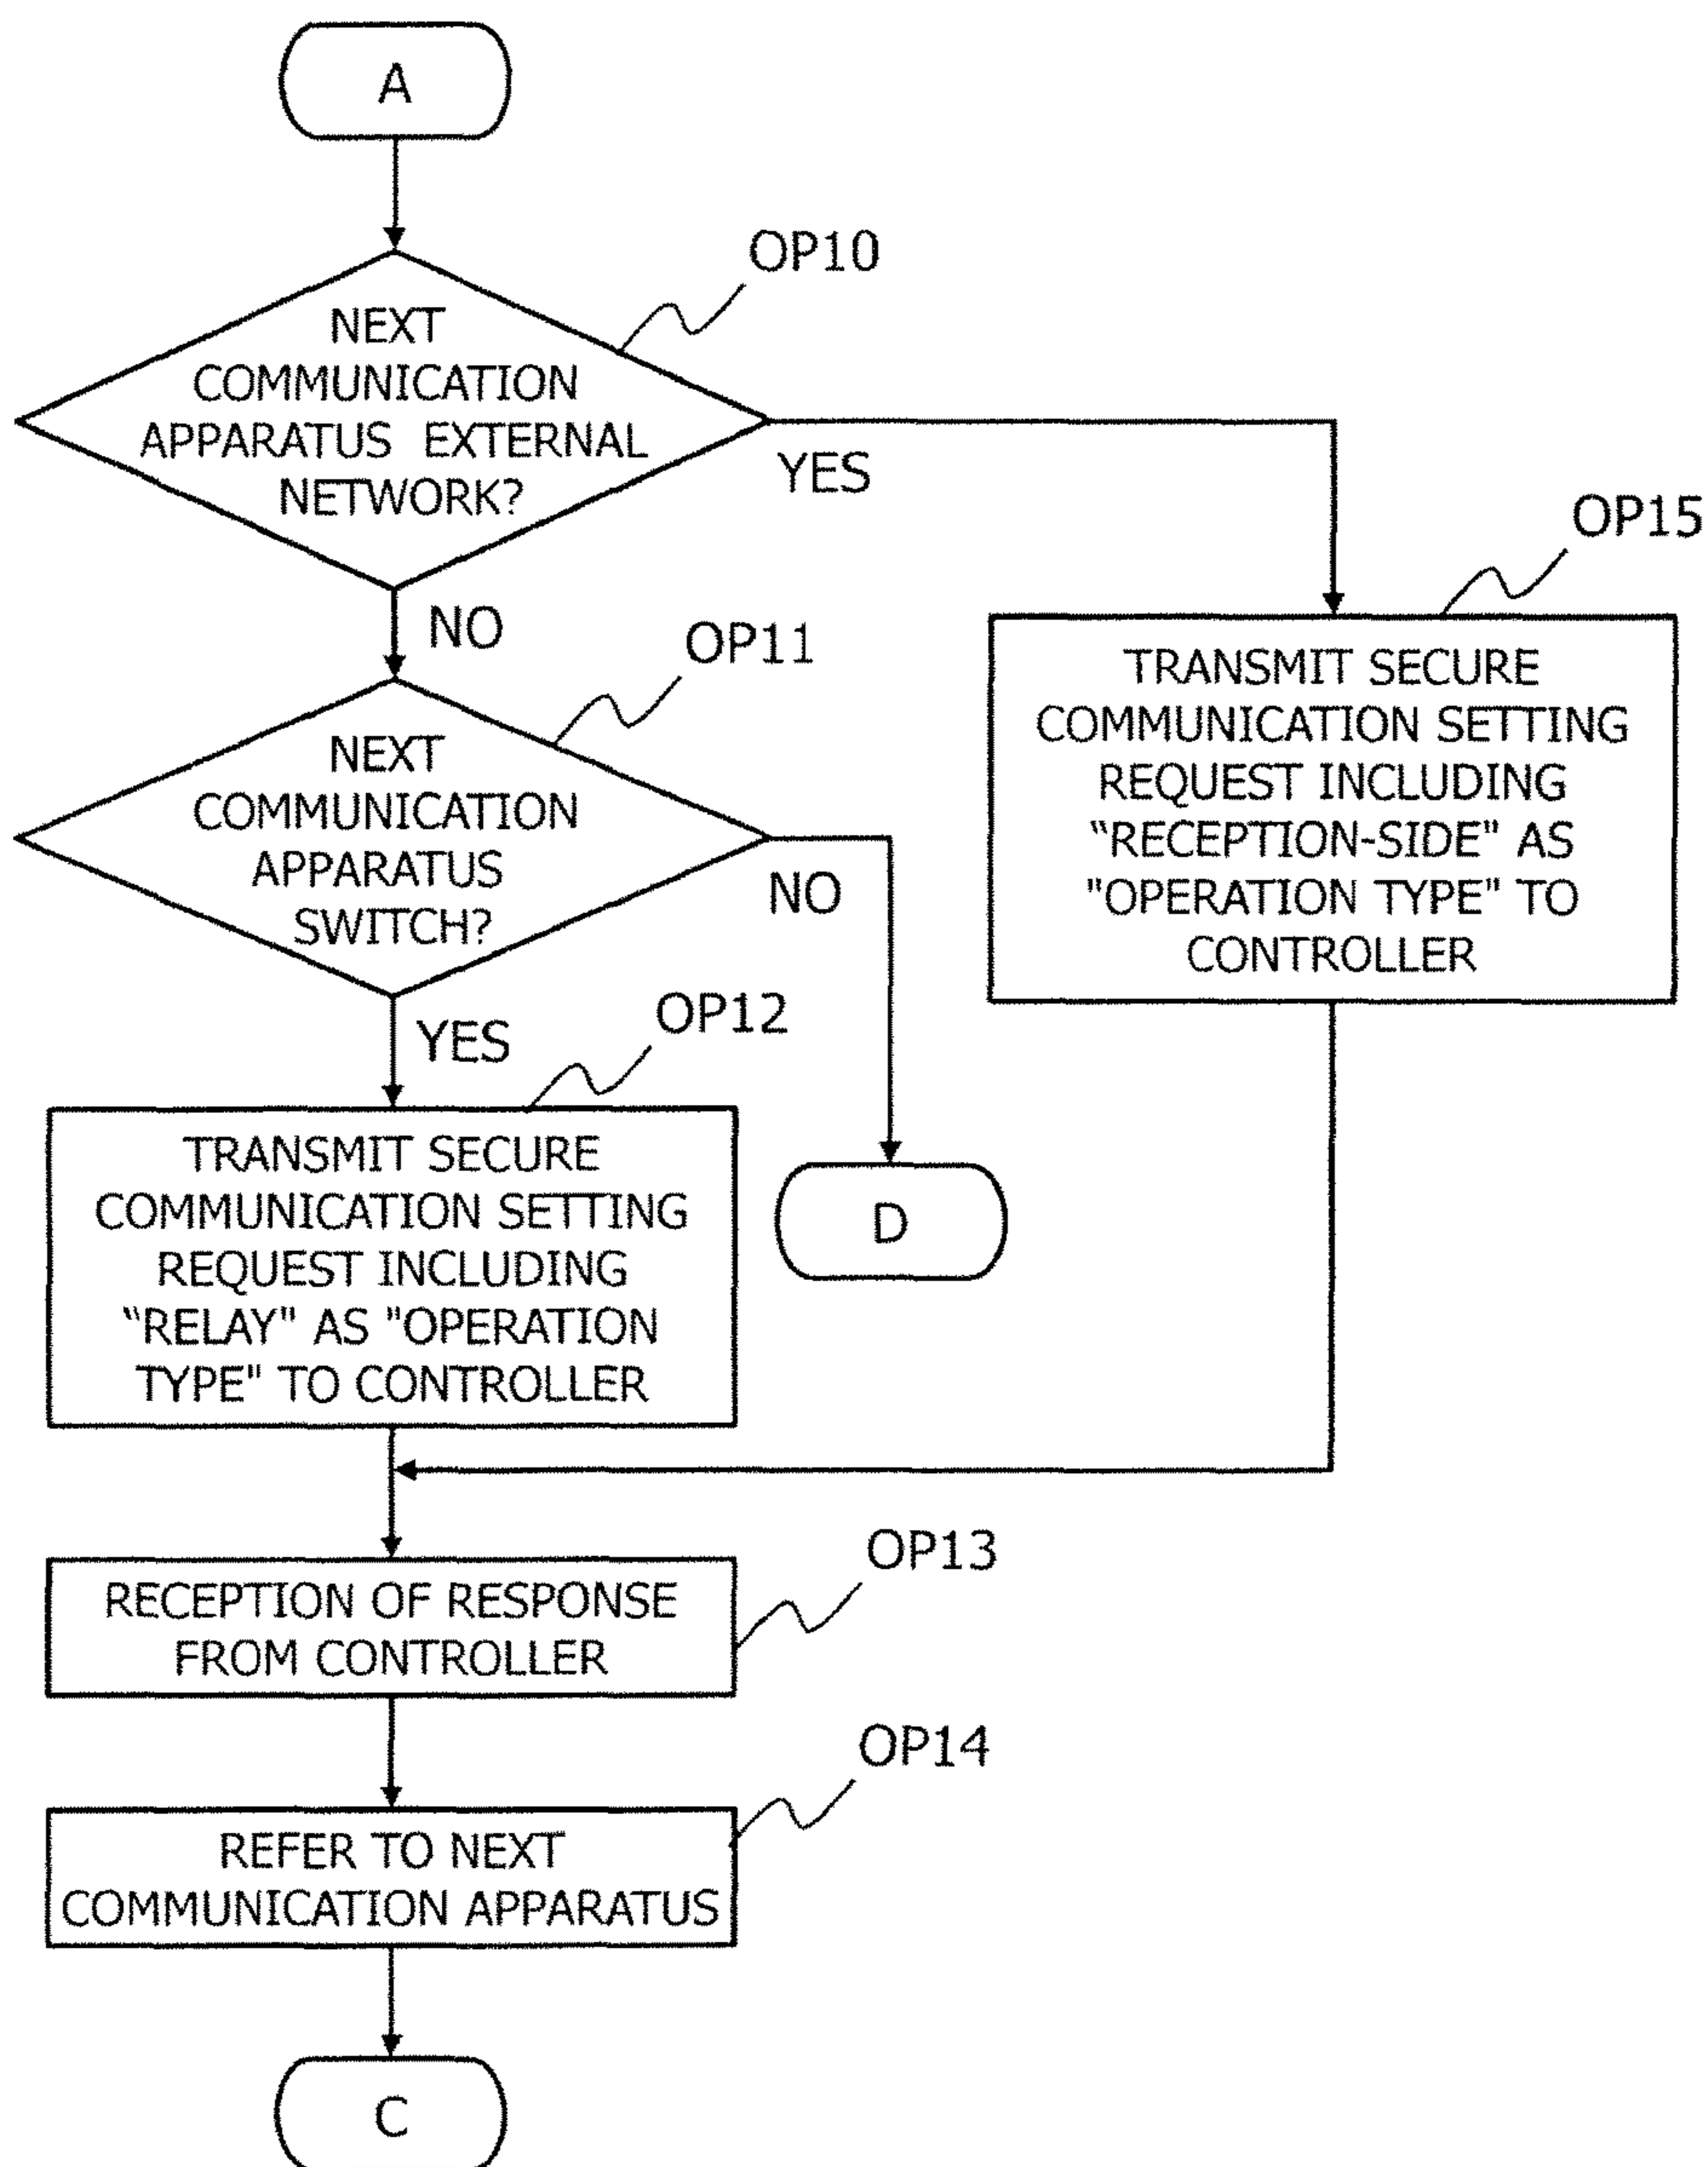 A
OP10
NEXT
COMMUNICATION
APPARATUS EXTERNAL
NETWORK?
YES
NO
OP15
TRANSMIT SECURE
COMMUNICATION SETTING
REQUEST INCLUDING
“RECEPTION-SIDE" AS
"OPERATION TYPE" TO
CONTROLLER
OP11
NEXT
COMMUNICATION
APPARATUS
SWITCH?
NO
YES
D
OP12
TRANSMIT SECURE
COMMUNICATION SETTING
REQUEST INCLUDING
“RELAY" AS "OPERATION
TYPE" TO CONTROLLER
OP13
RECEPTION OF RESPONSE
FROM CONTROLLER
OP14
REFER TO NEXT
COMMUNICATION APPARATUS
C